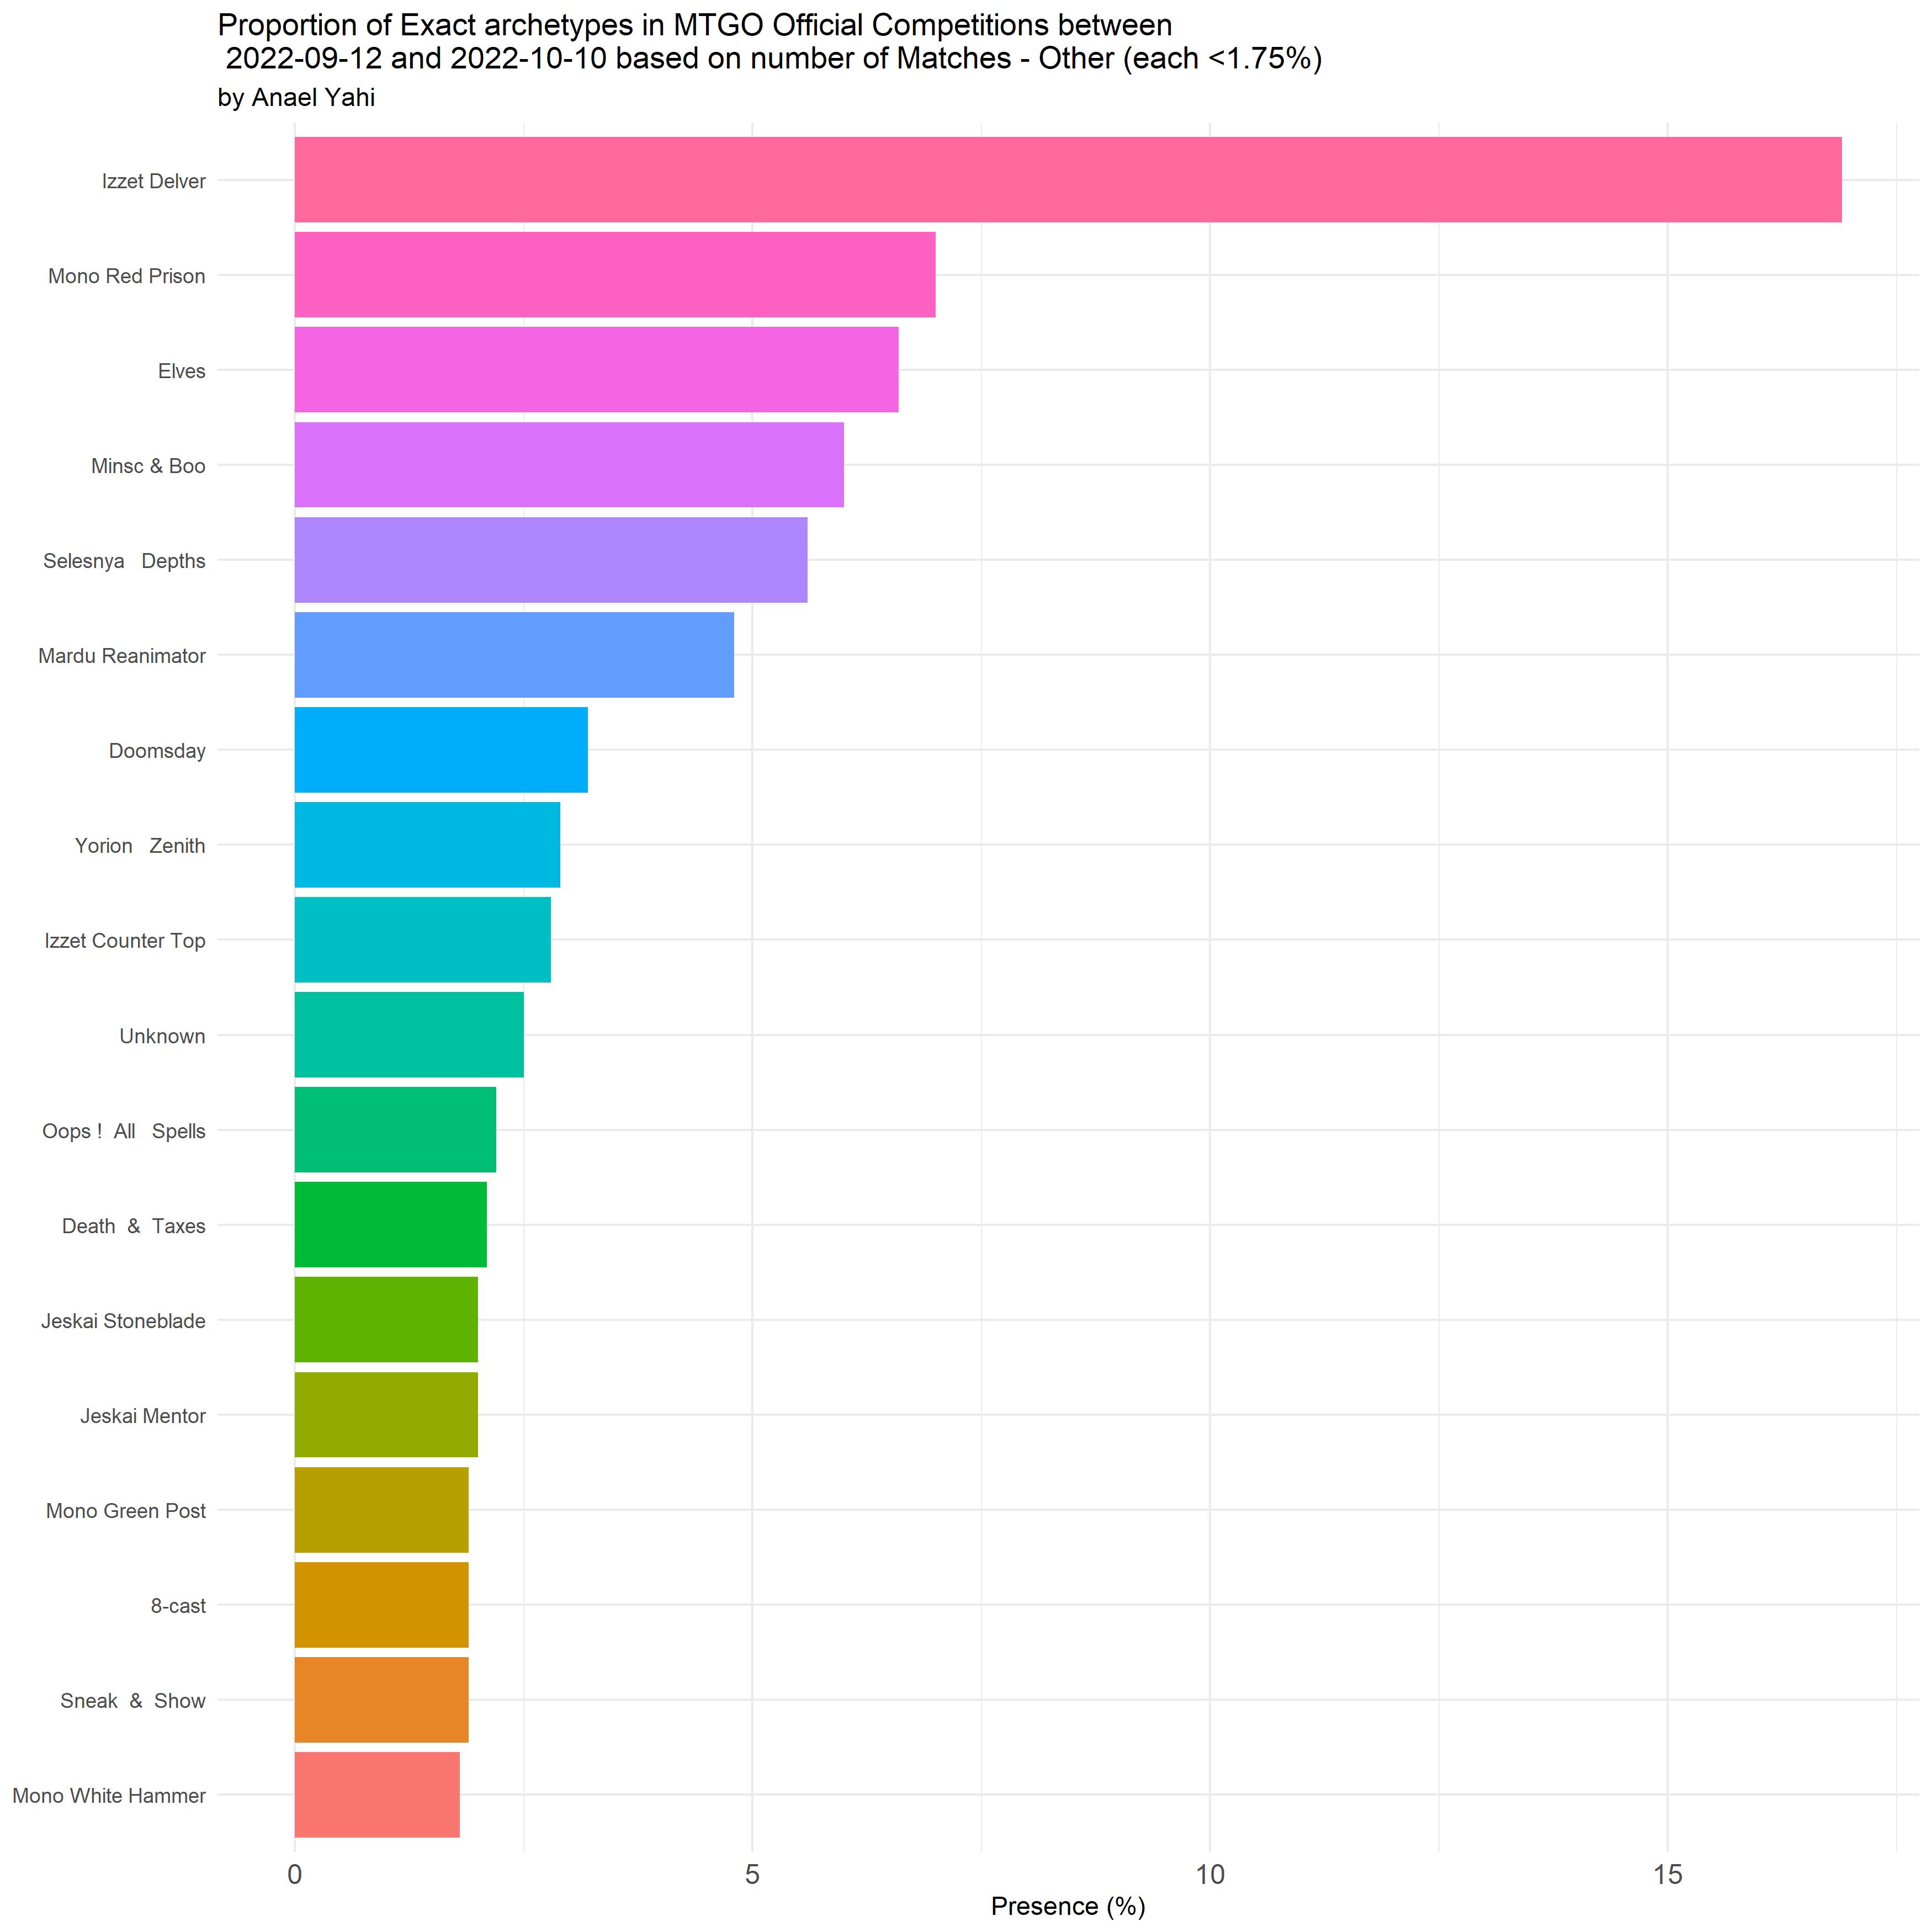 Proportion of Exact archetypes in MTGO Official Competitions between
2022-09-12 and 2022-10-10 based on number of Matches - Other (each <1.75%)
by Anael Yahi
Izzet Delver
Mono Red Prison
Elves
Minsc & Boo
Selesnya   Depths
Mardu Reanimator
Doomsday
Yorion   Zenith
Izzet Counter Top
Unknown
Oops !  All   Spells
Death  &  Taxes
Jeskai Stoneblade
Jeskai Mentor
Mono Green Post
8-cast
Sneak  &  Show
Mono White Hammer
0 5 10 15
Presence (%)